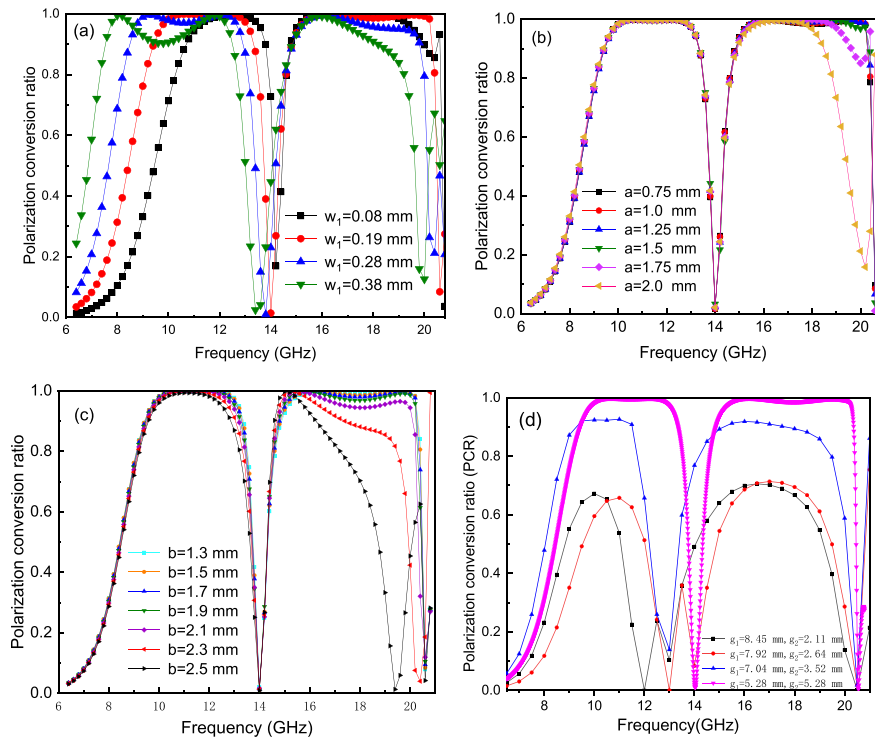 (a)
Polarization conversion ratio
1.0
0.8
0.6
0.4
0.2
0.0
w₁=0.08 mm
w₁=0.19 mm
w₁=0.28 mm
w₁=0.38 mm
6 8 10 12 14 16 18 20
Frequency (GHz)
(b)
Polarization conversion ratio
1.0
0.8
0.6
0.4
0.2
0.0
a=0.75 mm
a=1.0 mm
a=1.25 mm
a=1.5 mm
a=1.75 mm
a=2.0 mm
6 8 10 12 14 16 18 20
Frequency (GHz)
(c)
Polarization conversion ratio
1.0
0.8
0.6
0.4
0.2
0.0
b=1.3 mm
b=1.5 mm
b=1.7 mm
b=1.9 mm
b=2.1 mm
b=2.3 mm
b=2.5 mm
6 8 10 12 14 16 18 20
Frequency (GHz)
(d)
Polarization conversion ratio (PCR)
1.0
0.8
0.6
0.4
0.2
0.0
g₁=8.45 mm, g₂=2.11 mm
g₁=7.92 mm, g₂=2.64 mm
g₁=7.04 mm, g₂=3.52 mm
g₁=5.28 mm, g₂=5.28 mm
8 10 12 14 16 18 20
Frequency(GHz)